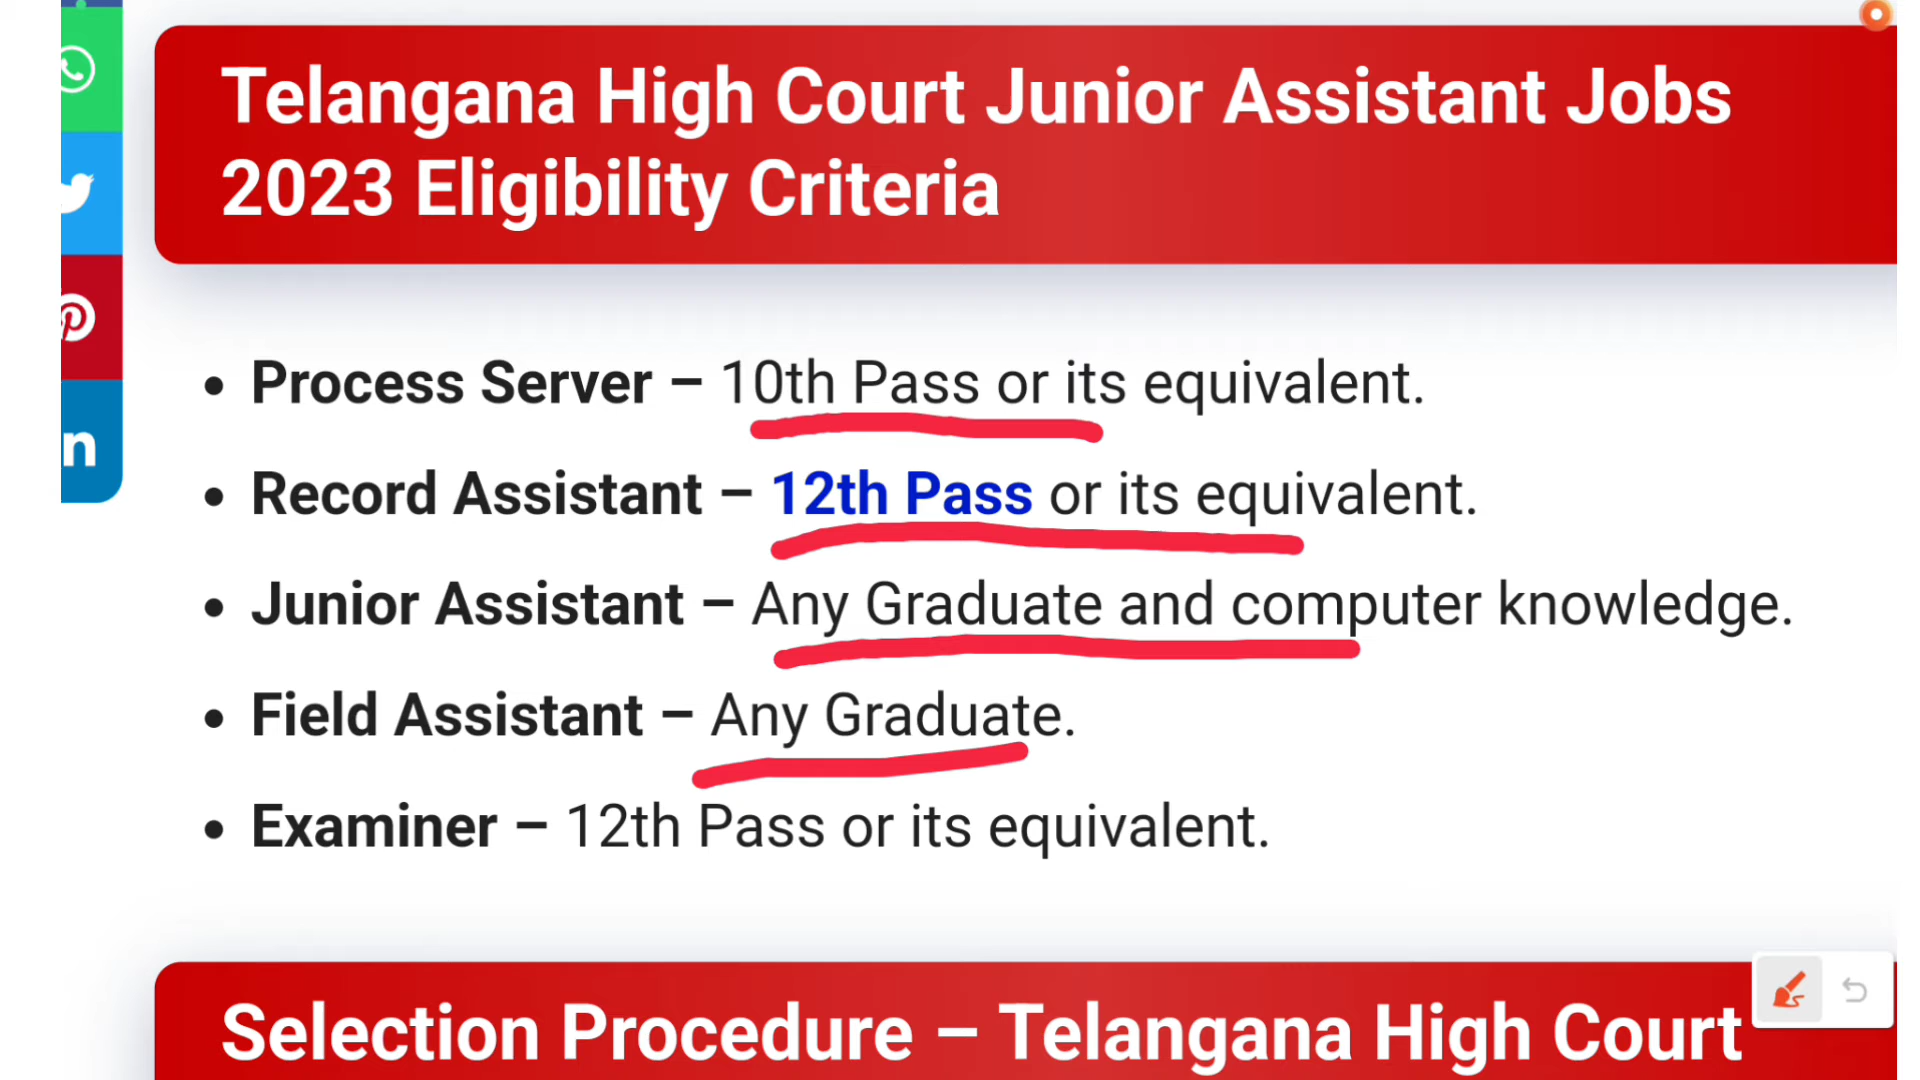 Telangana High Court Junior Assistant Jobs
2023 Eligibility Criteria
• Process Server – 10th Pass or its equivalent.
• Record Assistant – 12th Pass or its equivalent.
• Junior Assistant – Any Graduate and computer knowledge.
• Field Assistant – Any Graduate.
• Examiner – 12th Pass or its equivalent.
Selection Procedure – Telangana High Court